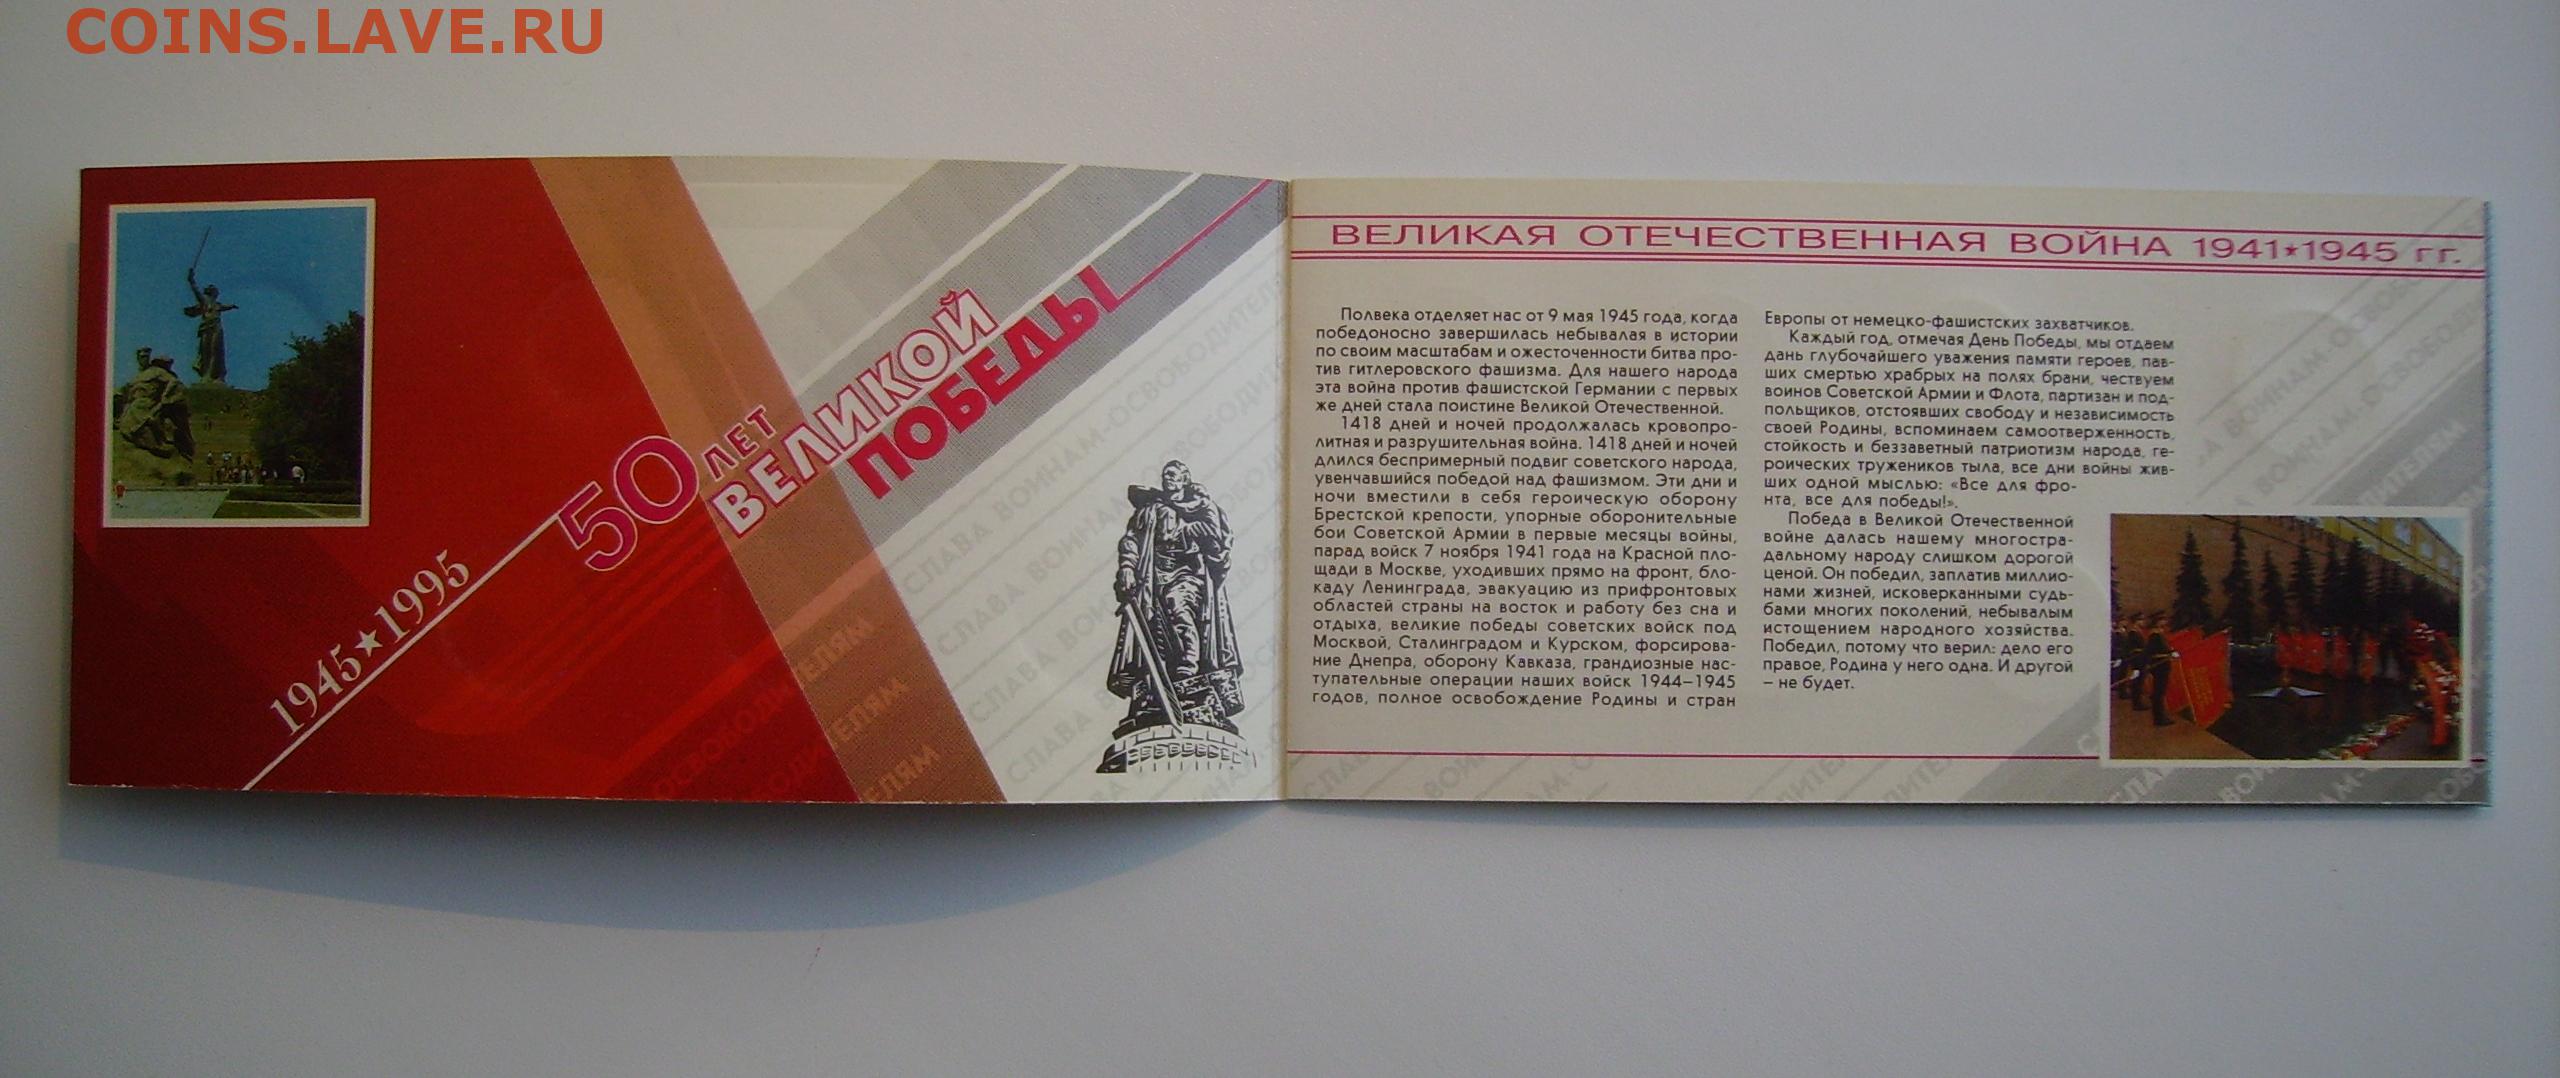 COINS.LAVE.RU
1945★1995
50 ЛЕТ
ВЕЛИКОЙ
ПОБЕДЫ
СЛАВА ВОИНАМ-ОСВОБОДИТЕЛЯМ
ВЕЛИКАЯ ОТЕЧЕСТВЕННАЯ ВОЙНА 1941★1945 гг.
Полвека отделяет нас от 9 мая 1945 года, когда
победоносно завершилась небывалая в истории
по своим масштабам и ожесточенности битва про-
тив гитлеровского фашизма. Для нашего народа
эта война против фашистской Германии с первых
же дней стала поистине Великой Отечественной.
1418 дней и ночей продолжалась кровопро-
литная и разрушительная война. 1418 дней и ночей
длился беспримерный подвиг советского народа,
увенчавшийся победой над фашизмом. Эти дни и
ночи вместили в себя героическую оборону
Брестской крепости, упорные оборонительные
бои Советской Армии в первые месяцы войны,
парад войск 7 ноября 1941 года на Красной пло-
щади в Москве, уходивших прямо на фронт, бло-
каду Ленинграда, эвакуацию из прифронтовых
областей страны на восток и работу без сна и
отдыха, великие победы советских войск под
Москвой, Сталинградом и Курском, форсирова-
ние Днепра, оборону Кавказа, грандиозные нас-
тупательные операции наших войск 1944–1945
годов, полное освобождение Родины и стран
Европы от немецко-фашистских захватчиков.
Каждый год, отмечая День Победы, мы отдаем
дань глубочайшего уважения памяти героев, пав-
ших смертью храбрых на полях брани, чествуем
воинов Советской Армии и Флота, партизан и под-
польщиков, отстоявших свободу и независимость
своей Родины, вспоминаем самоотверженность,
стойкость и беззаветный патриотизм народа, ге-
роических тружеников тыла, все дни войны жив-
ших одной мыслью: «Все для фро-
нта, все для победы!».
Победа в Великой Отечественной
войне далась нашему многостра-
дальному народу слишком дорогой
ценой. Он победил, заплатив миллио-
нами жизней, исковерканными судь-
бами многих поколений, небывалым
истощением народного хозяйства.
Победил, потому что верил: дело его
правое, Родина у него одна. И другой
– не будет.